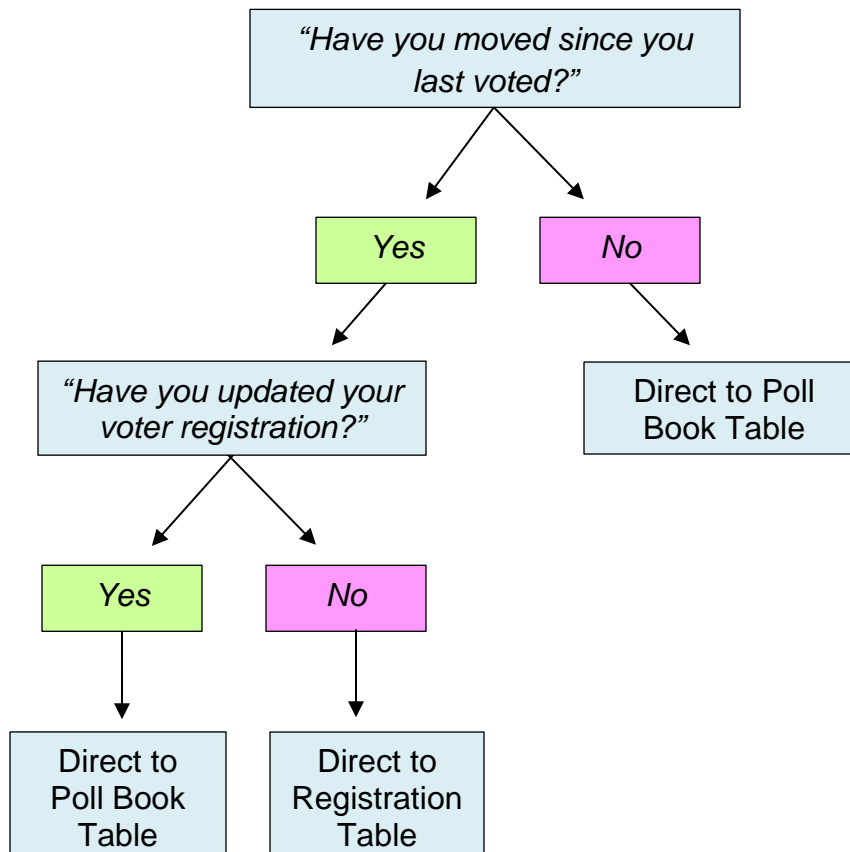 “Have you moved since you
last voted?”
Yes
No
“Have you updated your
voter registration?”
Direct to Poll
Book Table
Yes
No
Direct to
Poll Book
Table
Direct to
Registration
Table